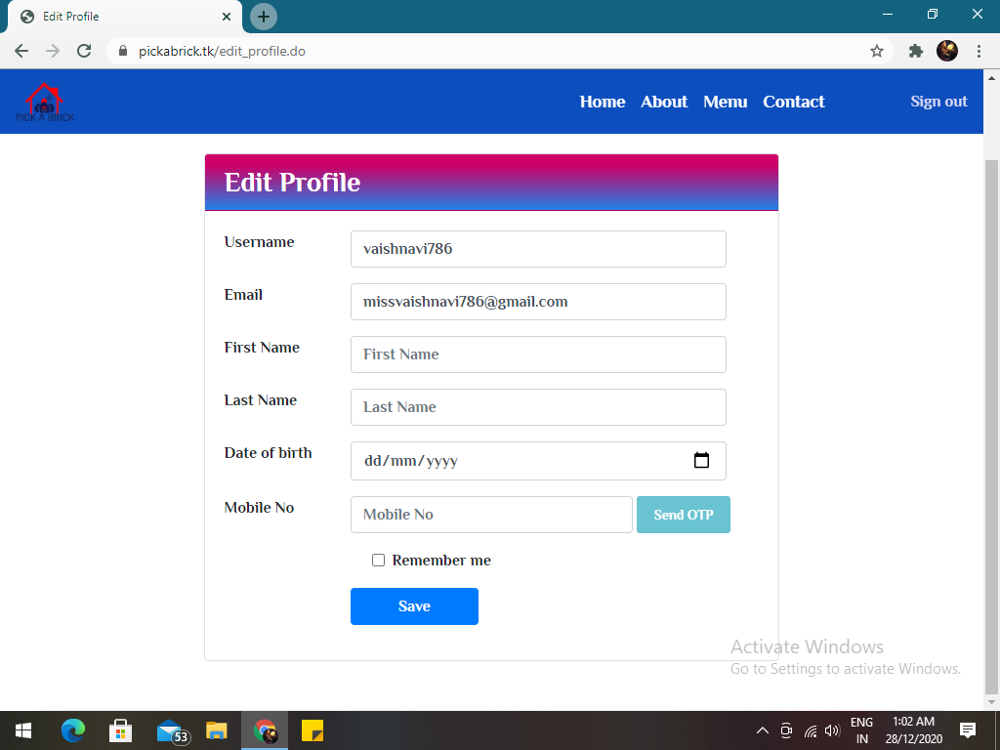 Edit Profile
pickabrick.tk/edit_profile.do
PICK A BRICK
Home About Menu Contact Sign out
Edit Profile
Username vaishnavi786
Email missvaishnavi786@gmail.com
First Name First Name
Last Name Last Name
Date of birth dd/mm/yyyy
Mobile No Mobile No Send OTP
Remember me
Save
Activate Windows
Go to Settings to activate Windows.
53
ENG 1:02 AM
IN 28/12/2020